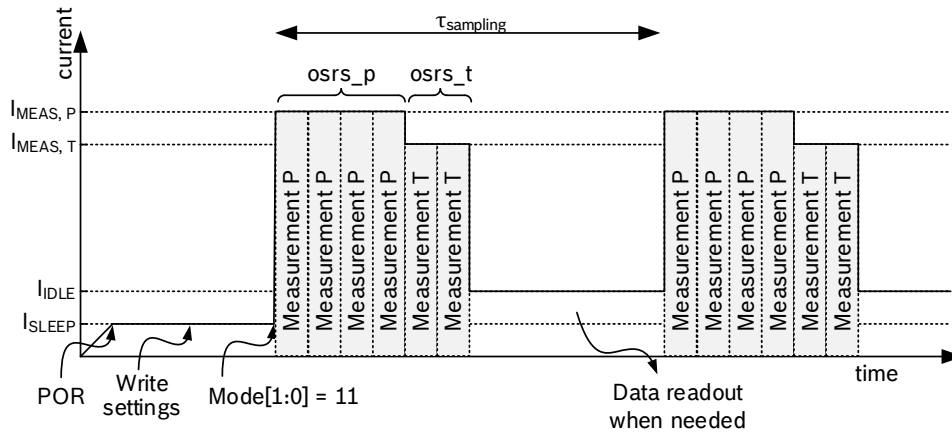 current
τsampling
osrs_p
osrs_t
IMEAS, P
IMEAS, T
IIDLE
ISLEEP
Measurement P
Measurement P
Measurement P
Measurement P
Measurement T
Measurement T
Measurement P
Measurement P
Measurement P
Measurement P
Measurement T
Measurement T
time
POR
Write
settings
Mode[1:0] = 11
Data readout
when needed